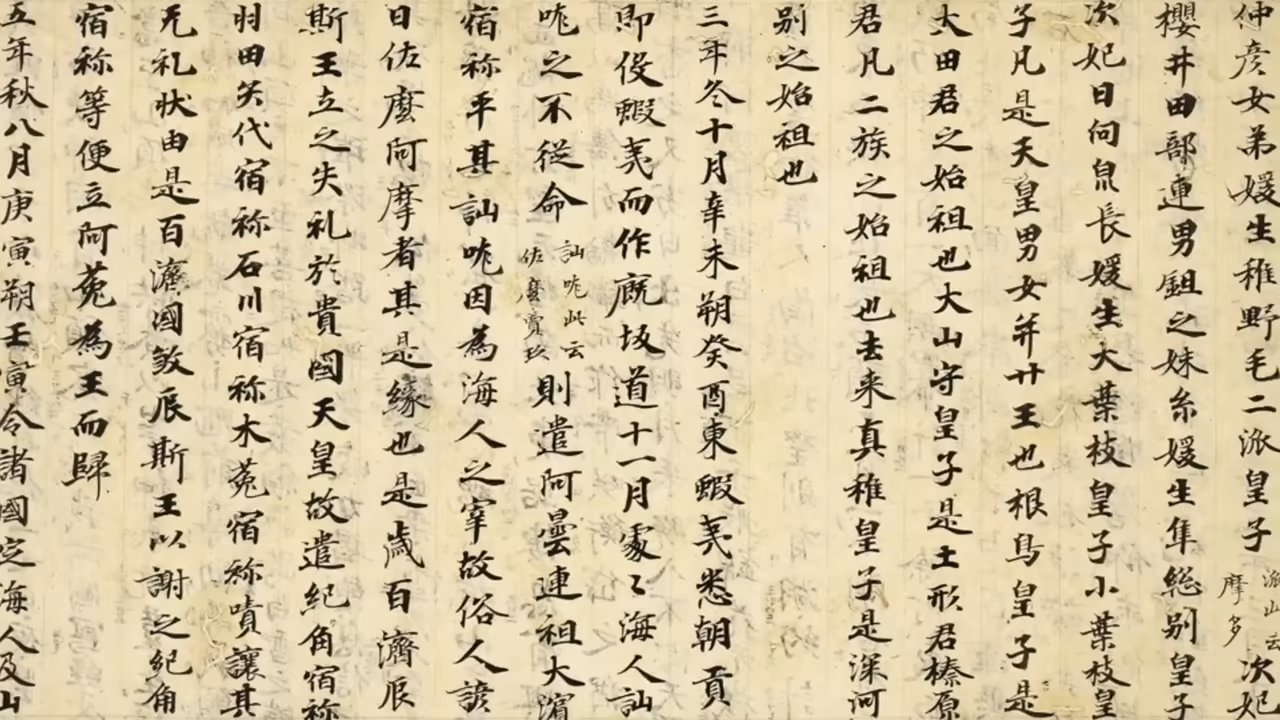 仲彦女弟媛生稚野毛二派皇子 派此云摩多 次妃
櫻井田部連男鉏之妹糸媛生隼総別皇子
次妃日向泉長媛生大葉枝皇子小葉枝皇
子凡是天皇男女并廿王也根鳥皇子是
大田君之始祖也大山守皇子是土形君榛原
君凡二族之始祖也去来真稚皇子是深河
別之始祖也
三年冬十月辛未朔癸酉東蝦夷悉朝貢
即役蝦夷而作厩坂道十一月處〻海人訕
哤之不従命 訕哤此云佐麼賣玖 則遣阿曇連祖大濱
宿祢平其訕哤因為海人之宰故俗人諺
曰佐麼阿摩者其是縁也是歳百濟辰
斯王立之失礼於貴國天皇故遣紀角宿祢
羽田矢代宿祢石川宿祢木菟宿祢嘖讓其
无礼状由是百濟國敓辰斯王以謝之紀角
宿祢等便立阿菟為王而歸
五年秋八月庚寅朔壬寅令諸國定海人及山